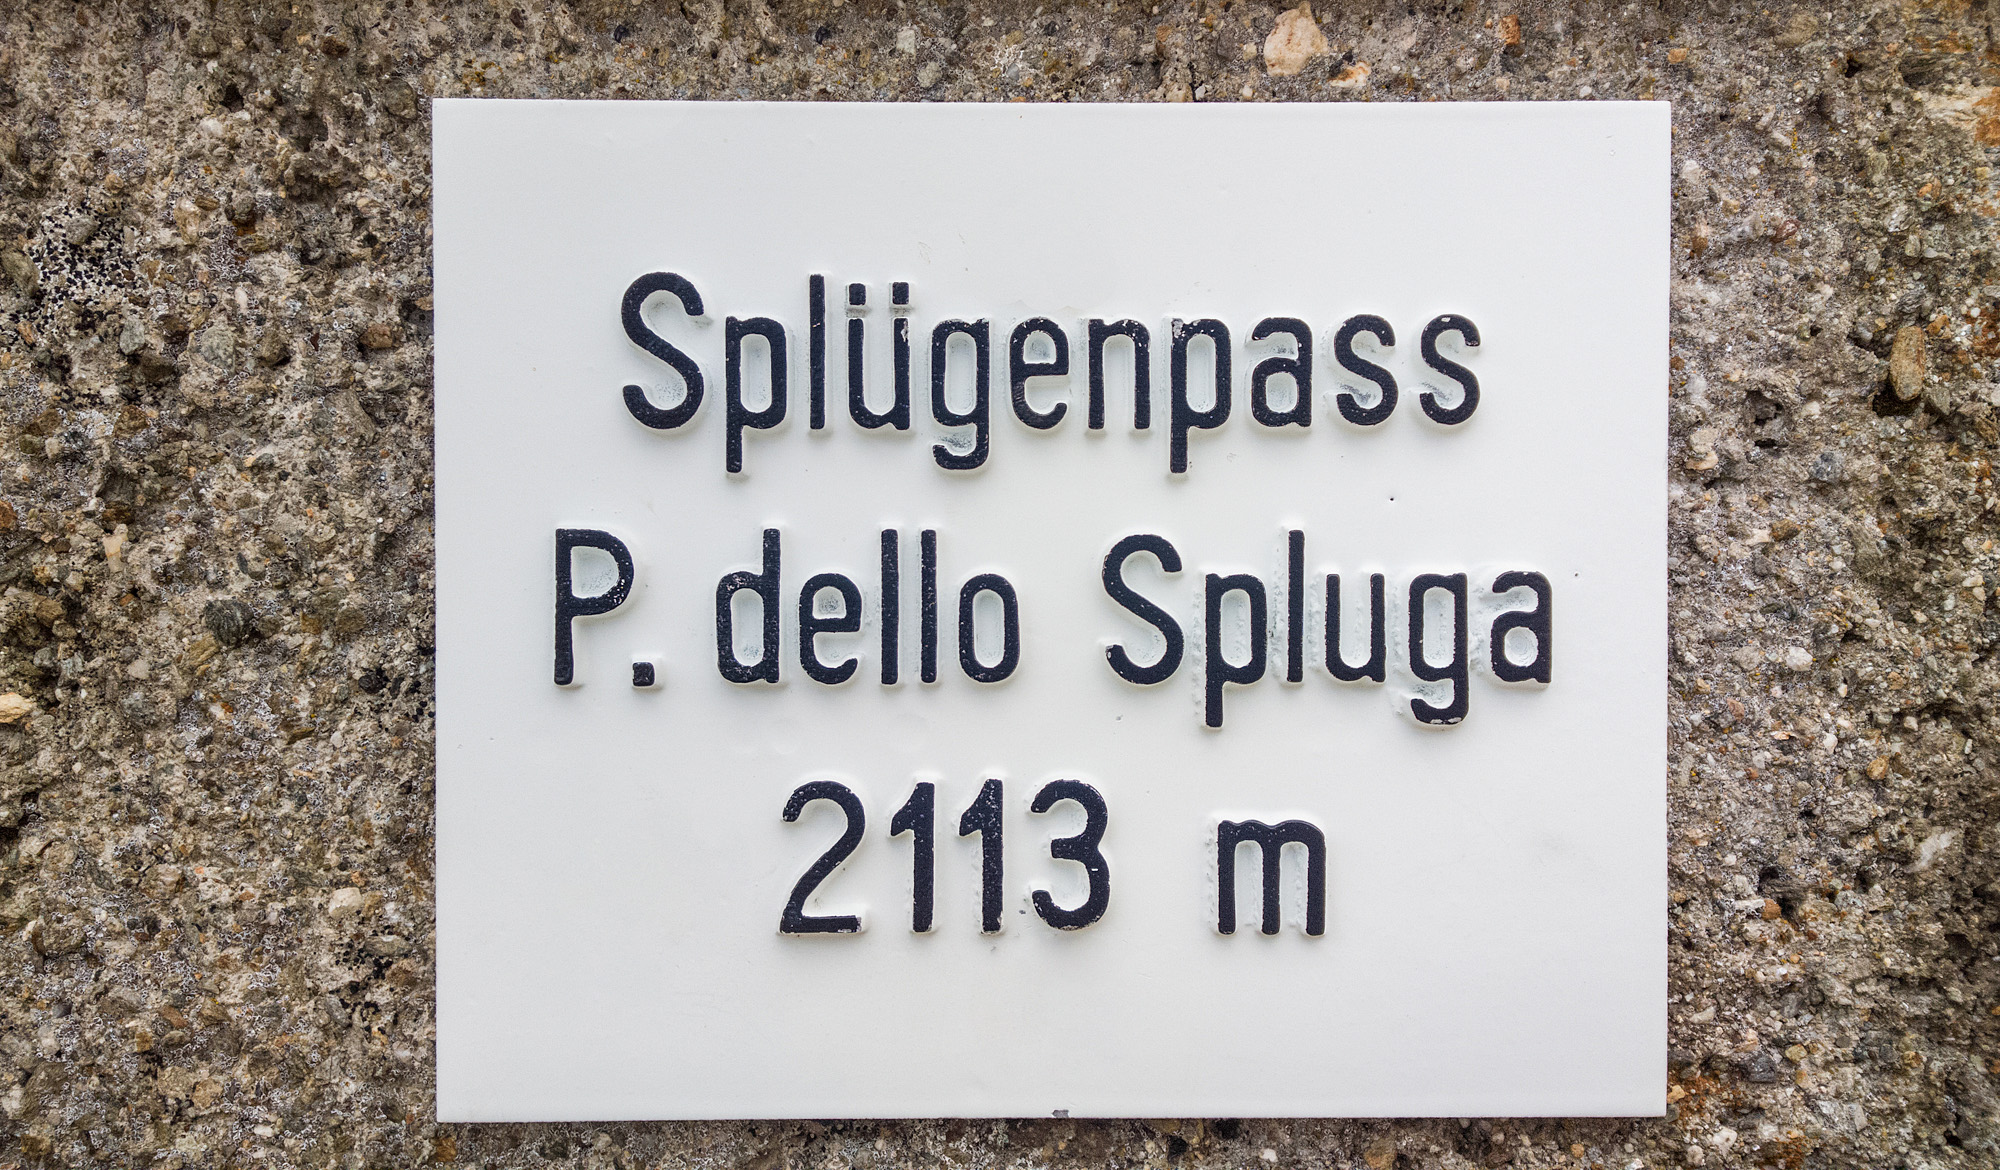 Splügenpass
P. dello Spluga
2113 m